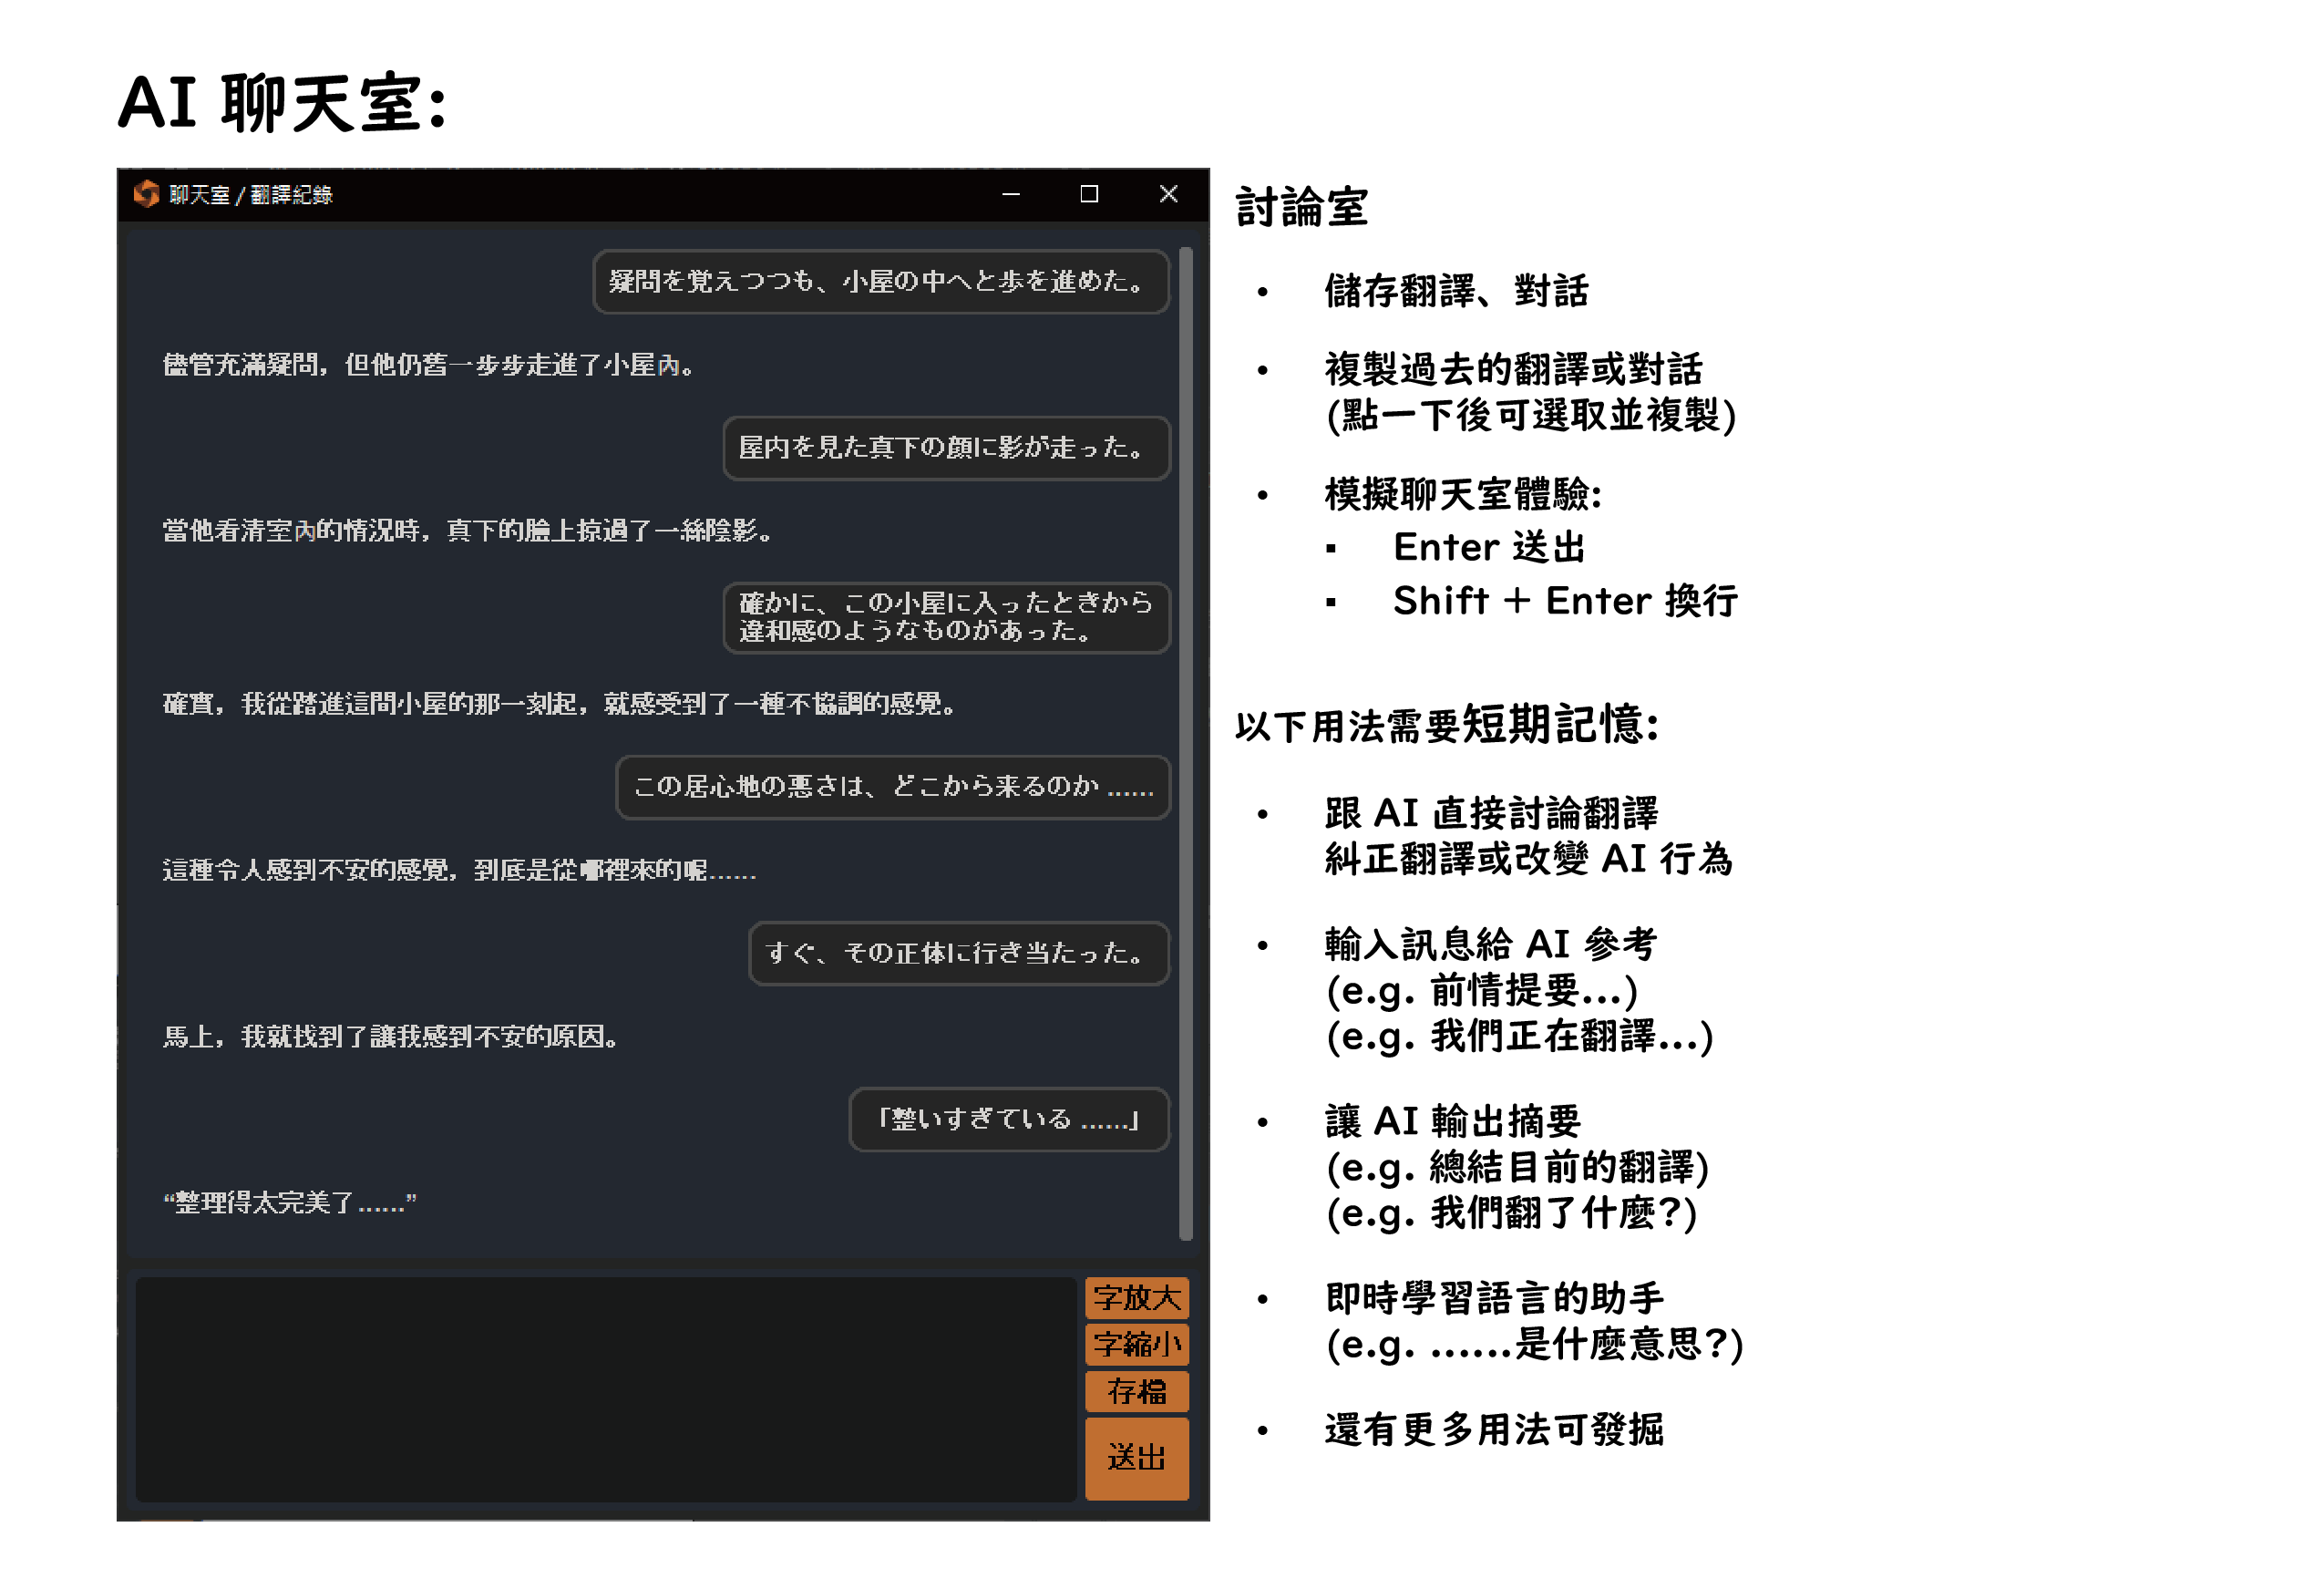 AI 聊天室:
聊天室 / 翻譯紀錄
疑問を覚えつつも、小屋の中へと歩を進めた。
儘管充滿疑問，但他仍舊一步步走進了小屋內。
屋内を見た真下の顔に影が走った。
當他看清室內的情況時，真下的臉上掠過了一絲陰影。
確かに、この小屋に入ったときから
違和感のようなものがあった。
確實，我從踏進這間小屋的那一刻起，就感受到了一種不協調的感覺。
この居心地の悪さは、どこから来るのか ......
這種令人感到不安的感覺，到底是從哪裡來的呢......
すぐ、その正体に行き当たった。
馬上，我就找到了讓我感到不安的原因。
「整いすぎている ......」
“整理得太完美了......”
字放大
字縮小
存檔
送出
討論室
• 儲存翻譯、對話
• 複製過去的翻譯或對話
(點一下後可選取並複製)
• 模擬聊天室體驗:
▪ Enter 送出
▪ Shift + Enter 換行
以下用法需要短期記憶:
• 跟 AI 直接討論翻譯
糾正翻譯或改變 AI 行為
• 輸入訊息給 AI 參考
(e.g. 前情提要...)
(e.g. 我們正在翻譯...)
• 讓 AI 輸出摘要
(e.g. 總結目前的翻譯)
(e.g. 我們翻了什麼?)
• 即時學習語言的助手
(e.g. ......是什麼意思?)
• 還有更多用法可發掘